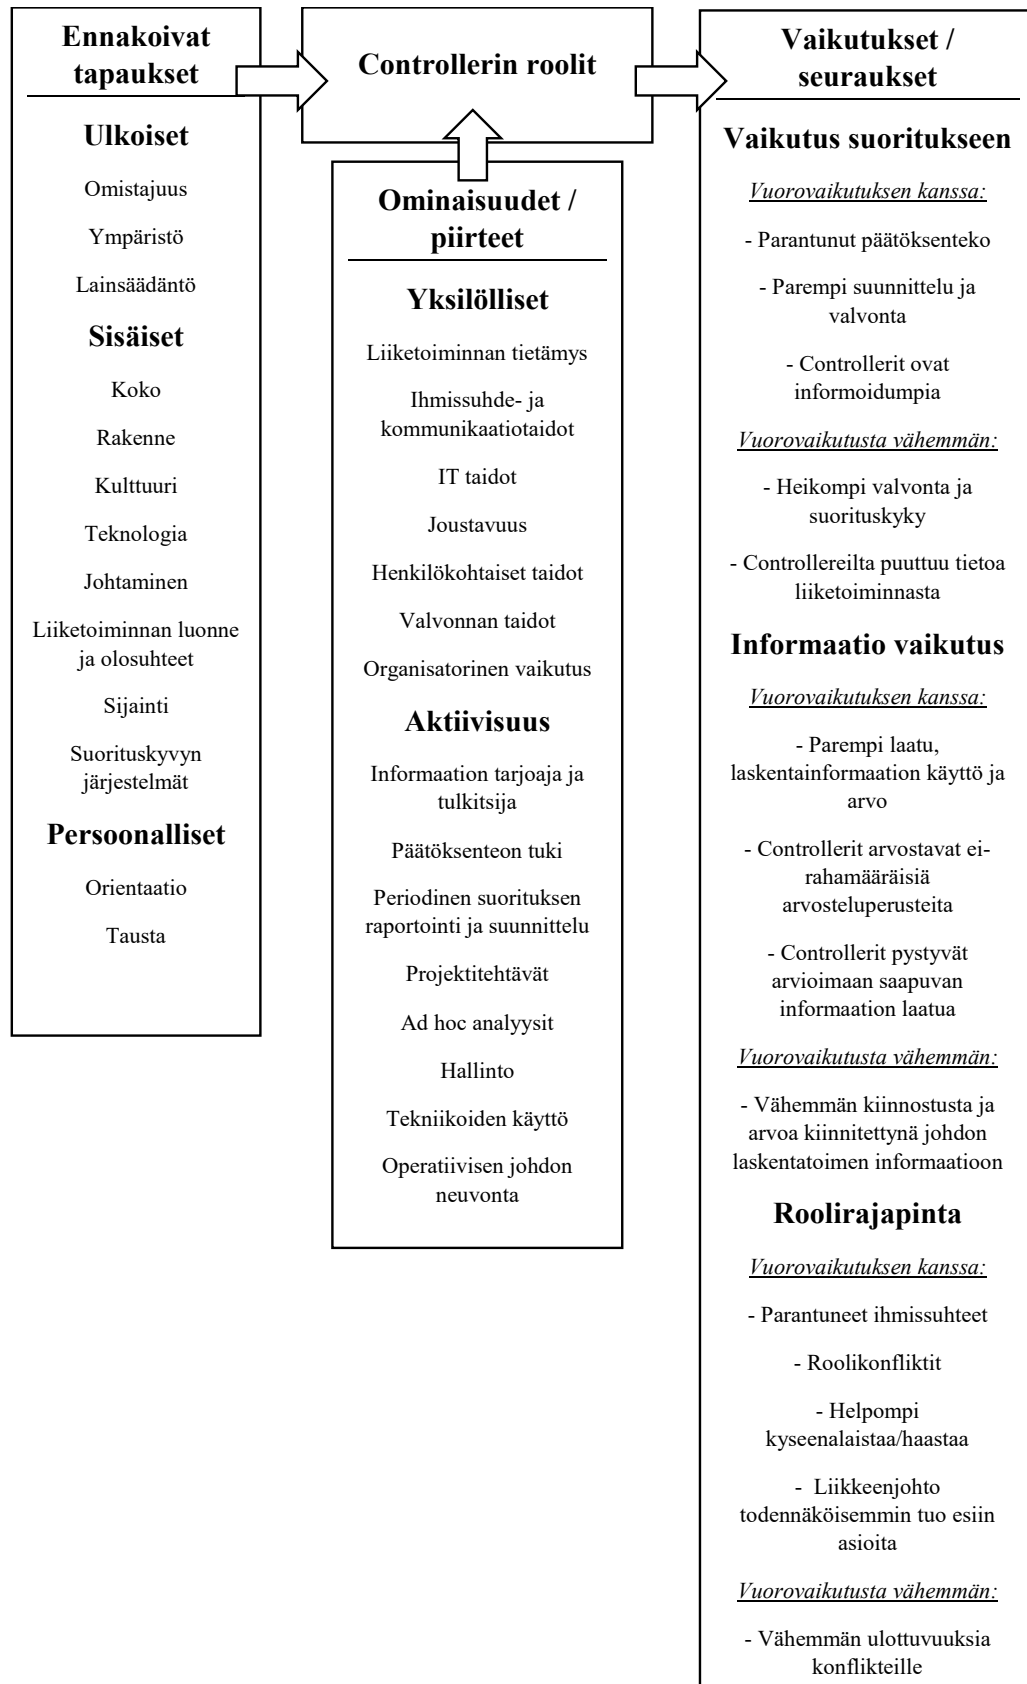 Ennakoivat
tapaukset
Ulkoiset
Omistajuus
Ympäristö
Lainsäädäntö
Sisäiset
Koko
Rakenne
Kulttuuri
Teknologia
Johtaminen
Liiketoiminnan luonne
ja olosuhteet
Sijainti
Suorituskyvyn
järjestelmät
Persoonalliset
Orientaatio
Tausta
Controllerin roolit
Ominaisuudet /
piirteet
Yksilölliset
Liiketoiminnan tietämys
Ihmissuhde- ja
kommunikaatiotaidot
IT taidot
Joustavuus
Henkilökohtaiset taidot
Valvonnan taidot
Organisatorinen vaikutus
Aktiivisuus
Informaation tarjoaja ja
tulkitsija
Päätöksenteon tuki
Periodinen suorituksen
raportointi ja suunnittelu
Projektitehtävät
Ad hoc analyysit
Hallinto
Tekniikoiden käyttö
Operatiivisen johdon
neuvonta
Vaikutukset /
seuraukset
Vaikutus suoritukseen
Vuorovaikutuksen kanssa:
- Parantunut päätöksenteko
- Parempi suunnittelu ja
valvonta
- Controllerit ovat
informoidumpia
Vuorovaikutusta vähemmän:
- Heikompi valvonta ja
suorituskyky
- Controllereilta puuttuu tietoa
liiketoiminnasta
Informaatio vaikutus
Vuorovaikutuksen kanssa:
- Parempi laatu,
laskentainformaation käyttö ja
arvo
- Controllerit arvostavat ei-
rahamääräisiä
arvosteluperusteita
- Controllerit pystyvät
arvioimaan saapuvan
informaation laatua
Vuorovaikutusta vähemmän:
- Vähemmän kiinnostusta ja
arvoa kiinnitettynä johdon
laskentatoimen informaatioon
Roolirajapinta
Vuorovaikutuksen kanssa:
- Parantuneet ihmissuhteet
- Roolikonfliktit
- Helpompi
kyseenalaistaa/haastaa
- Liikkeenjohto
todennäköisemmin tuo esiin
asioita
Vuorovaikutusta vähemmän:
- Vähemmän ulottuvuuksia
konflikteille